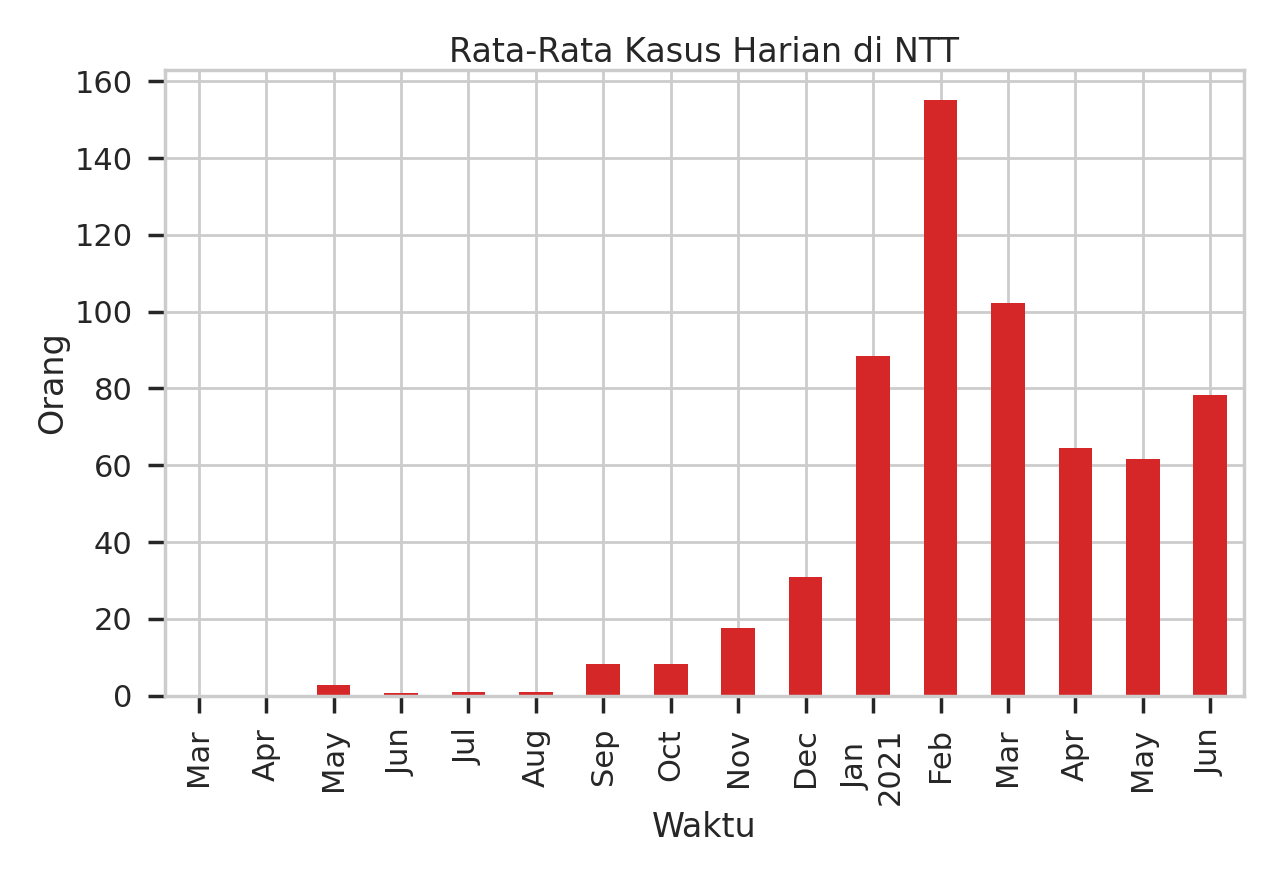 Rata-Rata Kasus Harian di NTT
160
140
120
100
80
60
40
20
0
Orang
Mar
Apr
May
Jun
Jul
Aug
Sep
Oct
Nov
Dec
Jan
2021
Feb
Mar
Apr
May
Jun
Waktu